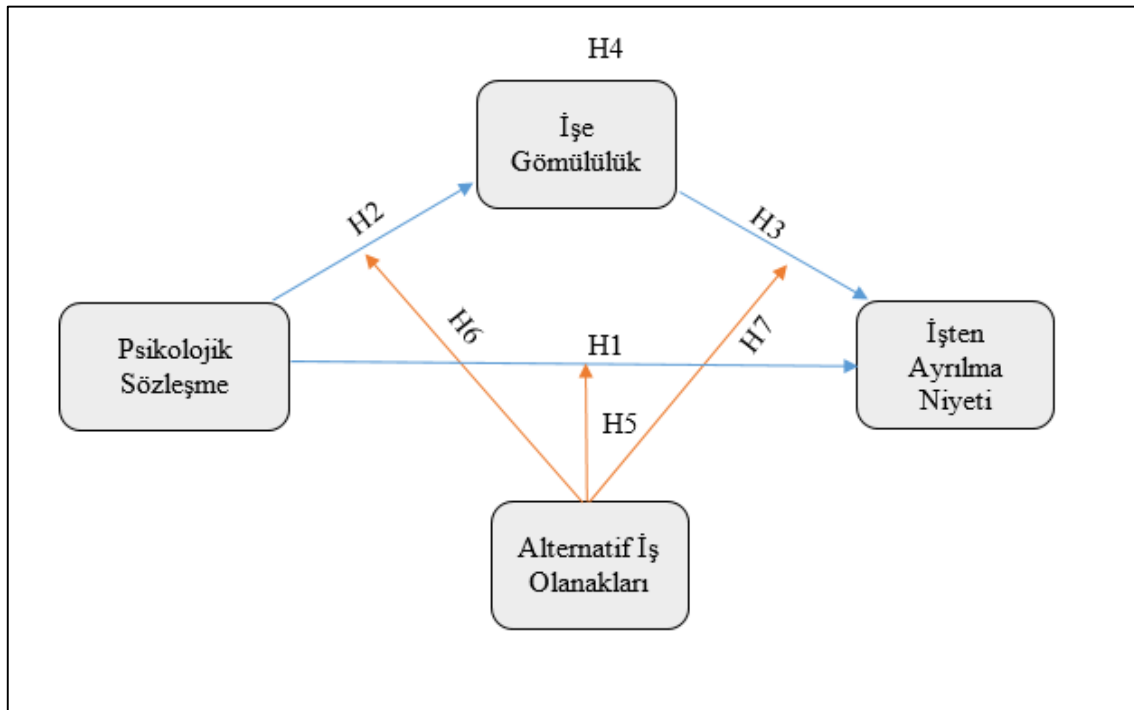 H4
İşe
Gömülülük
H2
H3
Psikolojik
Sözleşme
H6
H1
H7
İşten
Ayrılma
Niyeti
H5
Alternatif İş
Olanakları